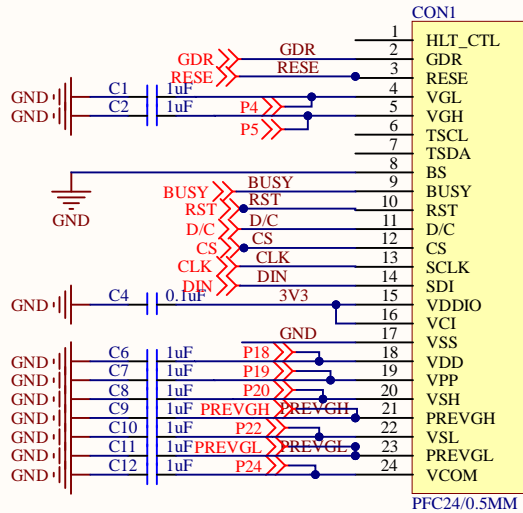 CON1
1 HLT_CTL
GDR GDR 2 GDR
RESE RESE 3 RESE
GND C1 1uF 4 VGL
P4
GND C2 1uF 5 VGH
P5
6 TSCL
7 TSDA
8 BS
GND
BUSY BUSY 9 BUSY
RST RST 10 RST
D/C D/C 11 D/C
CS CS 12 CS
CLK CLK 13 SCLK
DIN DIN 14 SDI
GND C4 0.1uF 3V3 15 VDDIO
16 VCI
GND 17 VSS
P18
GND C6 1uF 18 VDD
P19
GND C7 1uF 19 VPP
P20
GND C8 1uF 20 VSH
PREVGH PREVGH
GND C9 1uF 21 PREVGH
P22
GND C10 1uF 22 VSL
PREVGL PREVGL
GND C11 1uF 23 PREVGL
P24
GND C12 1uF 24 VCOM
PFC24/0.5MM